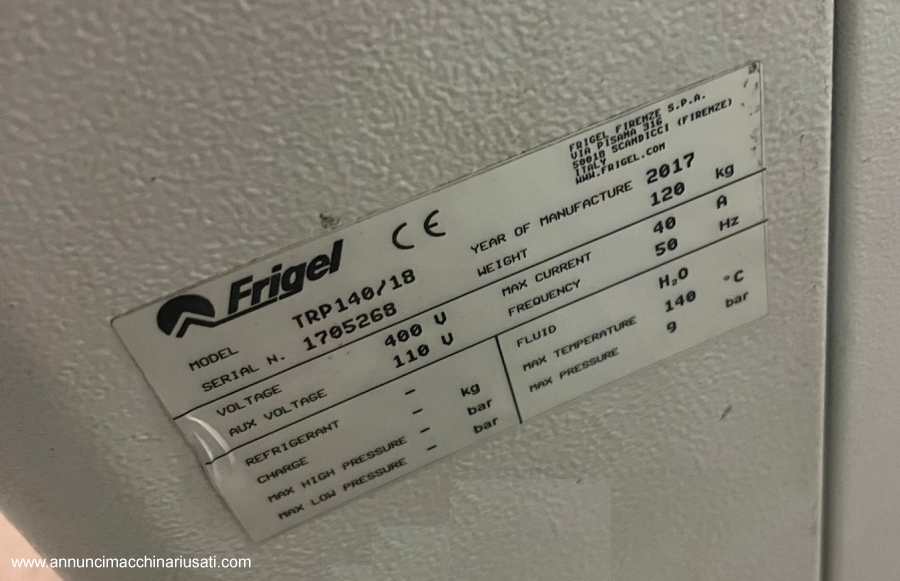 Frigel
CE
FRIGEL FIRENZE S.P.A.
VIA PISANA 316
50018 SCANDICCI (FIRENZE)
ITALY
WWW.FRIGEL.COM
MODEL TRP140/18
SERIAL N. 1705268
YEAR OF MANUFACTURE 2017
WEIGHT 120 kg
VOLTAGE 400 V
AUX VOLTAGE 110 V
MAX CURRENT 40 A
FREQUENCY 50 Hz
REFRIGERANT -
CHARGE - kg
MAX HIGH PRESSURE - bar
MAX LOW PRESSURE - bar
FLUID H₂O
MAX TEMPERATURE 140 °C
MAX PRESSURE 9 bar
www.annuncimacchinariusati.com